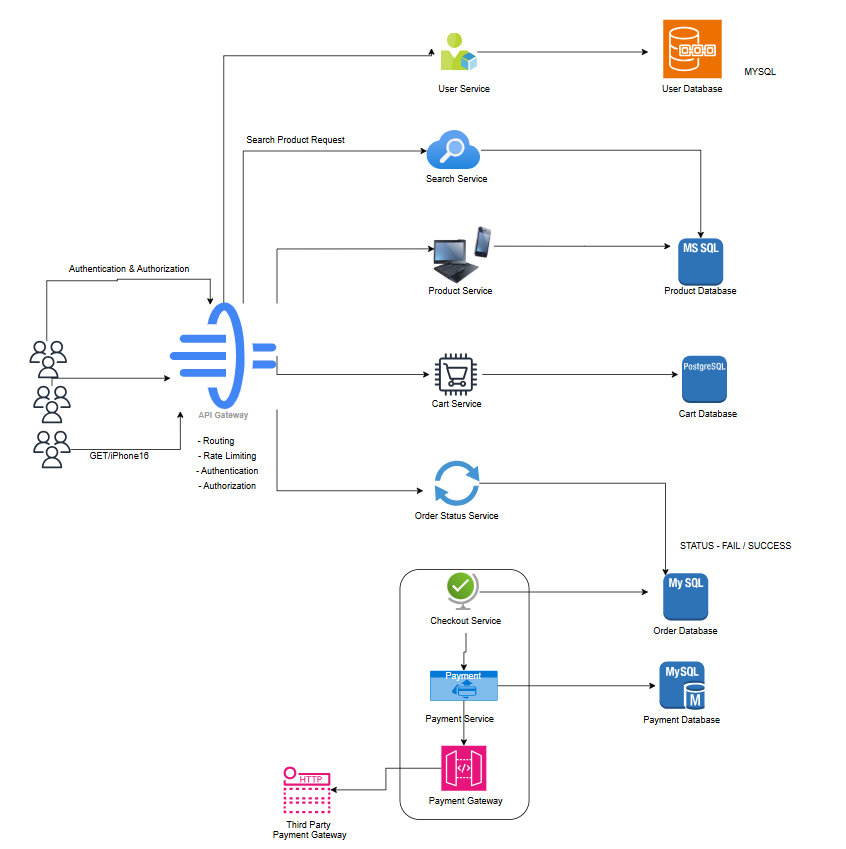 User Service
User Database
MYSQL
Search Product Request
Search Service
MS SQL
Product Service
Product Database
Authentication & Authorization
PostgreSQL
Cart Service
Cart Database
API Gateway
GET/iPhone16
- Routing
- Rate Limiting
- Authentication
- Authorization
Order Status Service
STATUS - FAIL / SUCCESS
My SQL
Checkout Service
Order Database
Payment
MySQL
M
Payment Service
Payment Database
</>
Payment Gateway
HTTP
Third Party
Payment Gateway